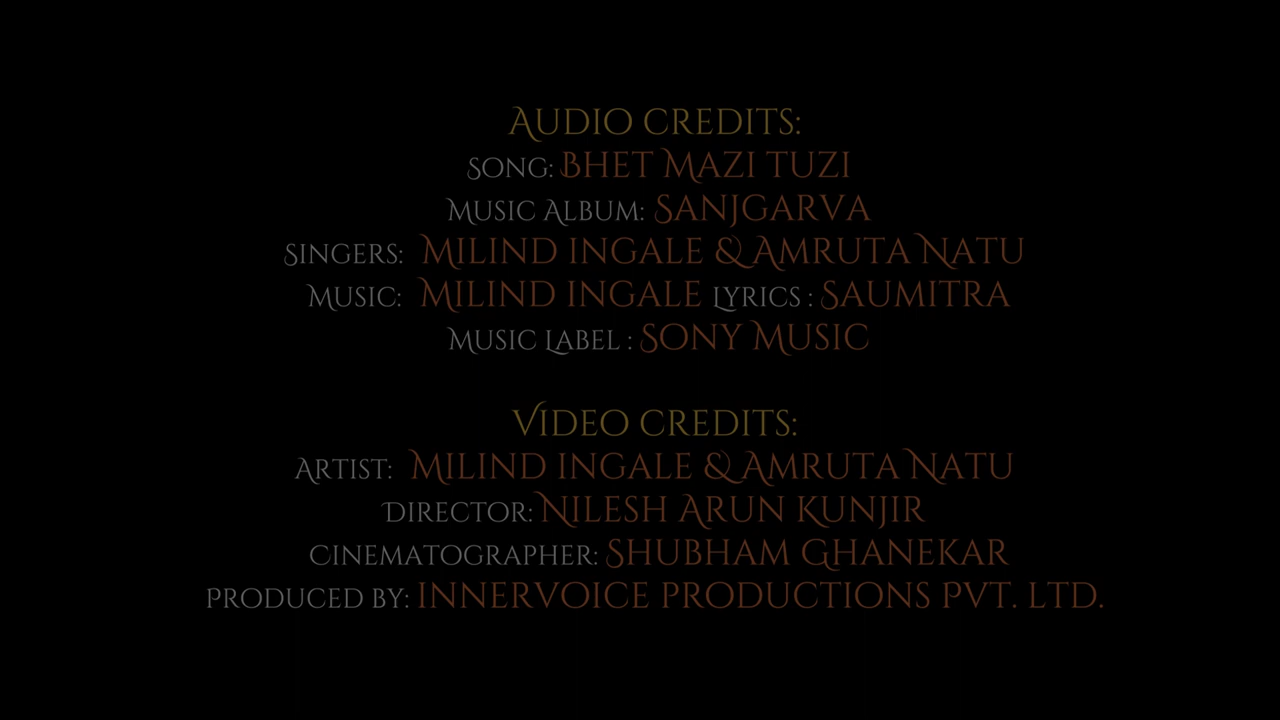 Audio credits:
Song: Bhet Mazi tuzi
Music Album: Sanjgarva
Singers: Milind ingale & Amruta Natu
Music: Milind ingale Lyrics : Saumitra
Music Label : Sony Music
Video credits:
Artist: Milind ingale & Amruta Natu
Director: Nilesh Arun Kunjir
cinematographer: Shubham Ghanekar
produced by: innervoice productions Pvt. ltd.